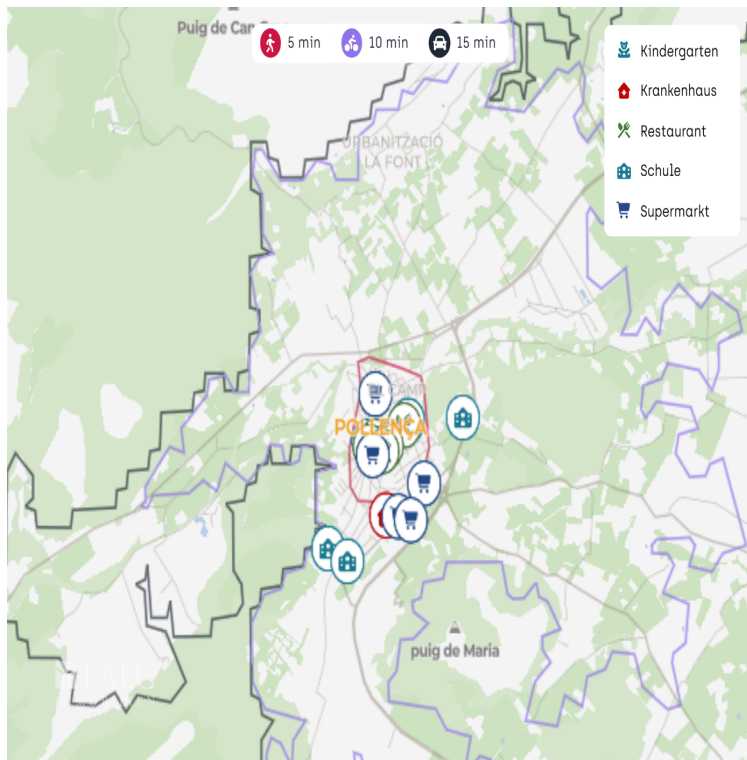 Puig de Can
5 min
10 min
15 min
Kindergarten
Krankenhaus
Restaurant
Schule
Supermarkt
URBANITZACIÓ
LA FONT
CAMP
POLLENÇA
puig de Maria